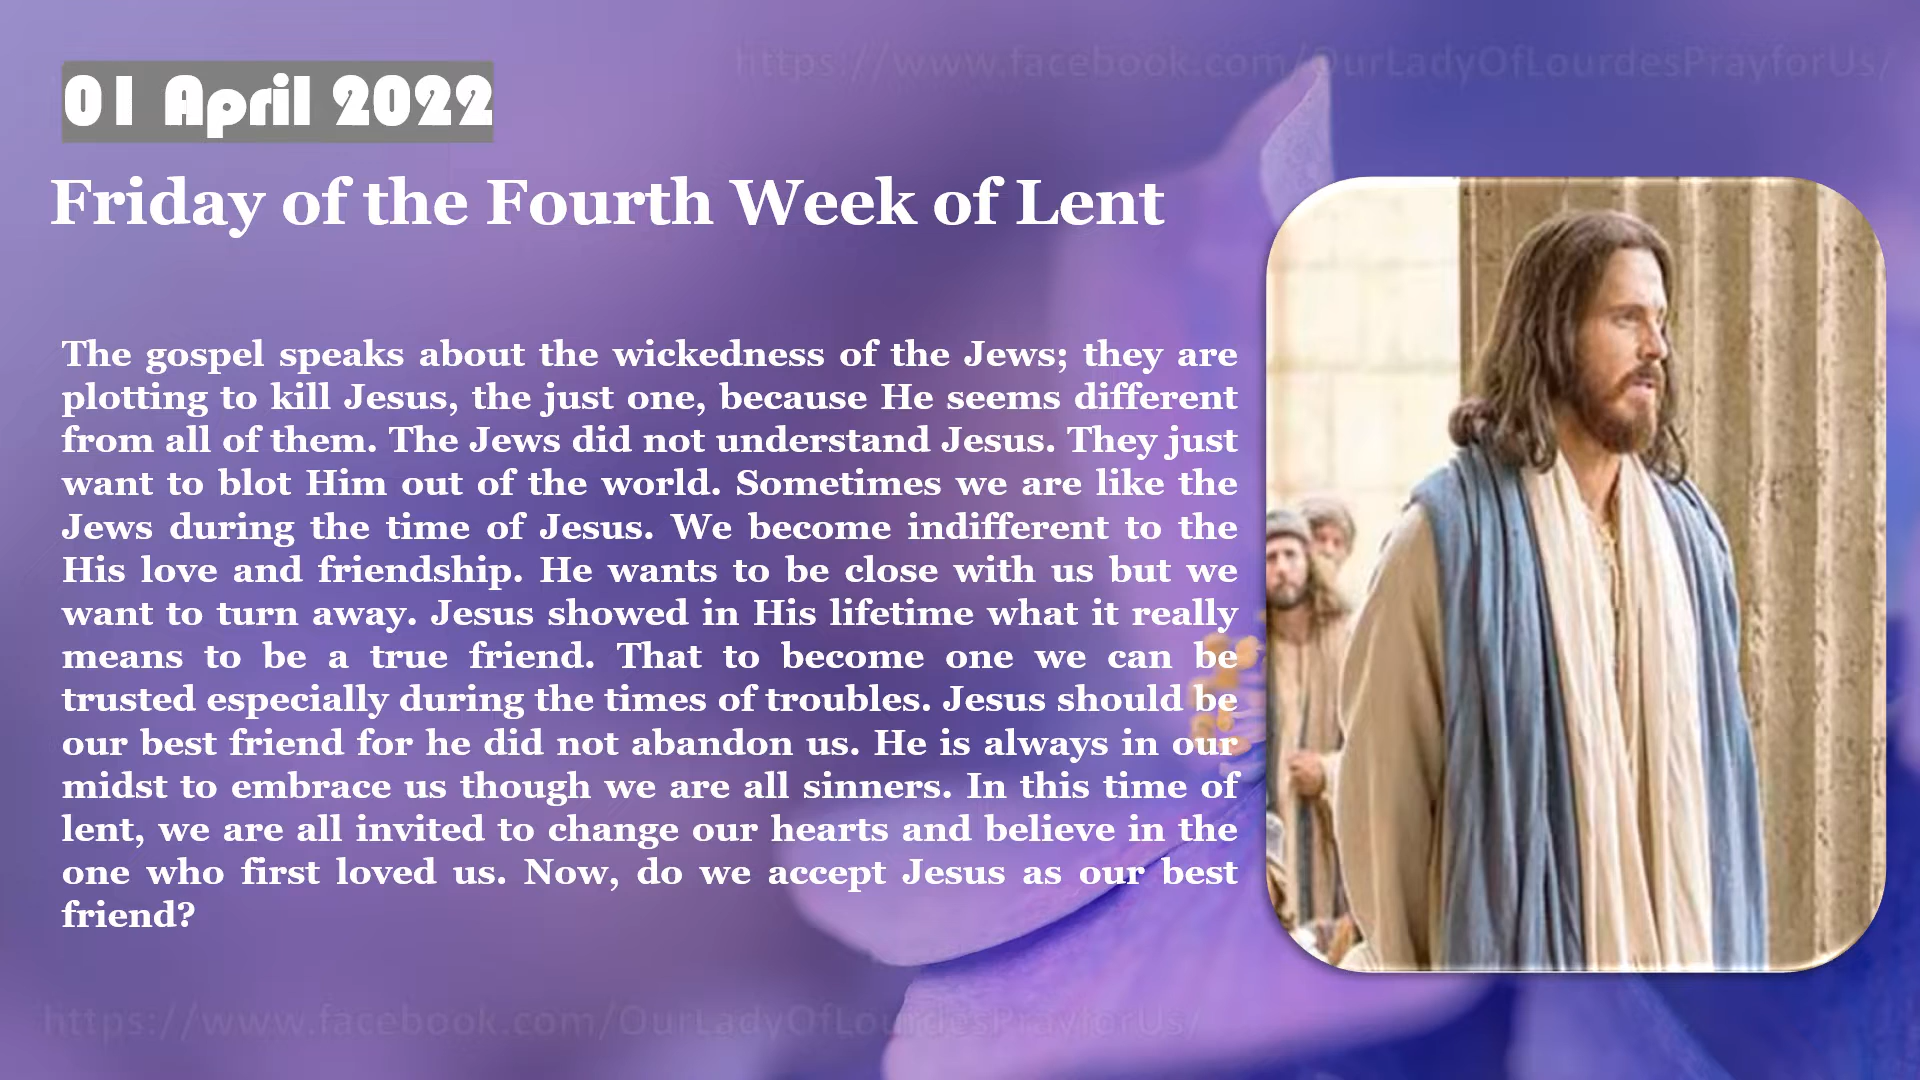 https://www.facebook.com/OurLadyOfLourdesPrayforUs/
01 April 2022
Friday of the Fourth Week of Lent
The gospel speaks about the wickedness of the Jews; they are
plotting to kill Jesus, the just one, because He seems different
from all of them. The Jews did not understand Jesus. They just
want to blot Him out of the world. Sometimes we are like the
Jews during the time of Jesus. We become indifferent to the
His love and friendship. He wants to be close with us but we
want to turn away. Jesus showed in His lifetime what it really
means to be a true friend. That to become one we can be
trusted especially during the times of troubles. Jesus should be
our best friend for he did not abandon us. He is always in our
midst to embrace us though we are all sinners. In this time of
lent, we are all invited to change our hearts and believe in the
one who first loved us. Now, do we accept Jesus as our best
friend?
https://www.facebook.com/OurLadyOfLourdesPrayforUs/